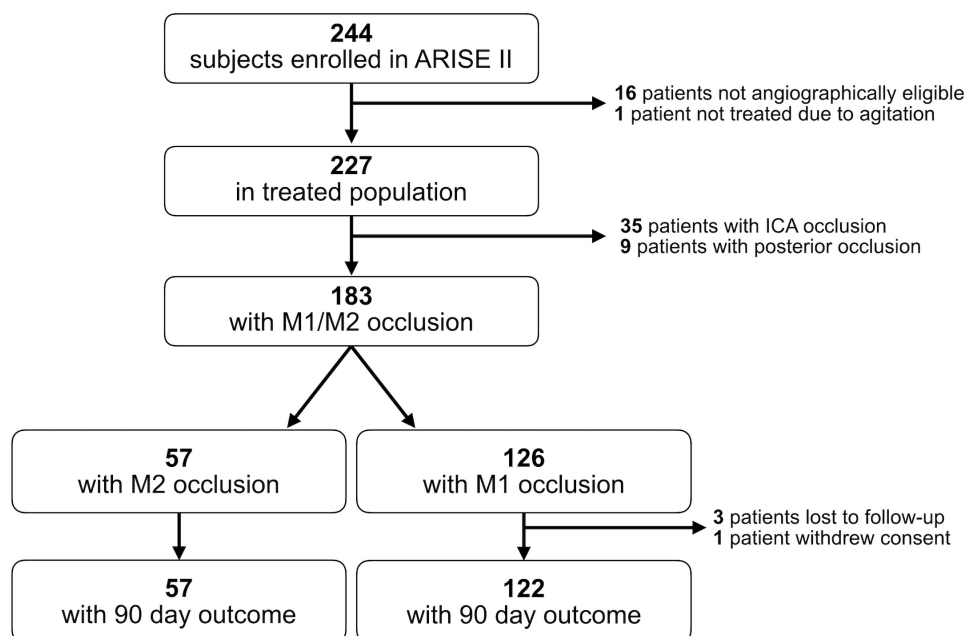 244
subjects enrolled in ARISE II
16 patients not angiographically eligible
1 patient not treated due to agitation
227
in treated population
35 patients with ICA occlusion
9 patients with posterior occlusion
183
with M1/M2 occlusion
57
with M2 occlusion
126
with M1 occlusion
3 patients lost to follow-up
1 patient withdrew consent
57
with 90 day outcome
122
with 90 day outcome